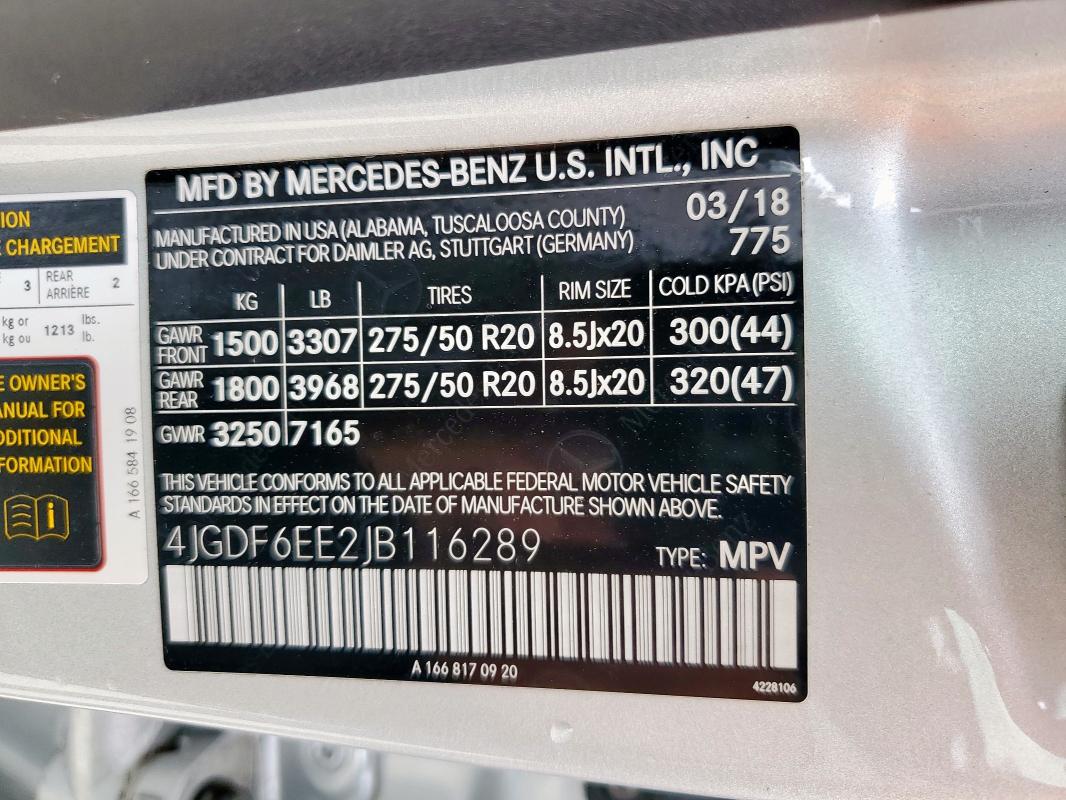 MFD BY MERCEDES-BENZ U.S. INTL., INC
MANUFACTURED IN USA (ALABAMA, TUSCALOOSA COUNTY) 03/18
UNDER CONTRACT FOR DAIMLER AG, STUTTGART (GERMANY) 775
KG LB TIRES RIM SIZE COLD KPA (PSI)
GAWR FRONT 1500 3307 275/50 R20 8.5Jx20 300(44)
GAWR REAR 1800 3968 275/50 R20 8.5Jx20 320(47)
GVWR 3250 7165
THIS VEHICLE CONFORMS TO ALL APPLICABLE FEDERAL MOTOR VEHICLE SAFETY
STANDARDS IN EFFECT ON THE DATE OF MANUFACTURE SHOWN ABOVE.
4JGDF6EE2JB116289 TYPE: MPV
A 166 817 09 20
4228106
CHARGEMENT
3 REAR ARRIÈRE 2
kg or 1213 lbs.
kg ou lb.
OWNER'S
FOR
A 166 584 19 08